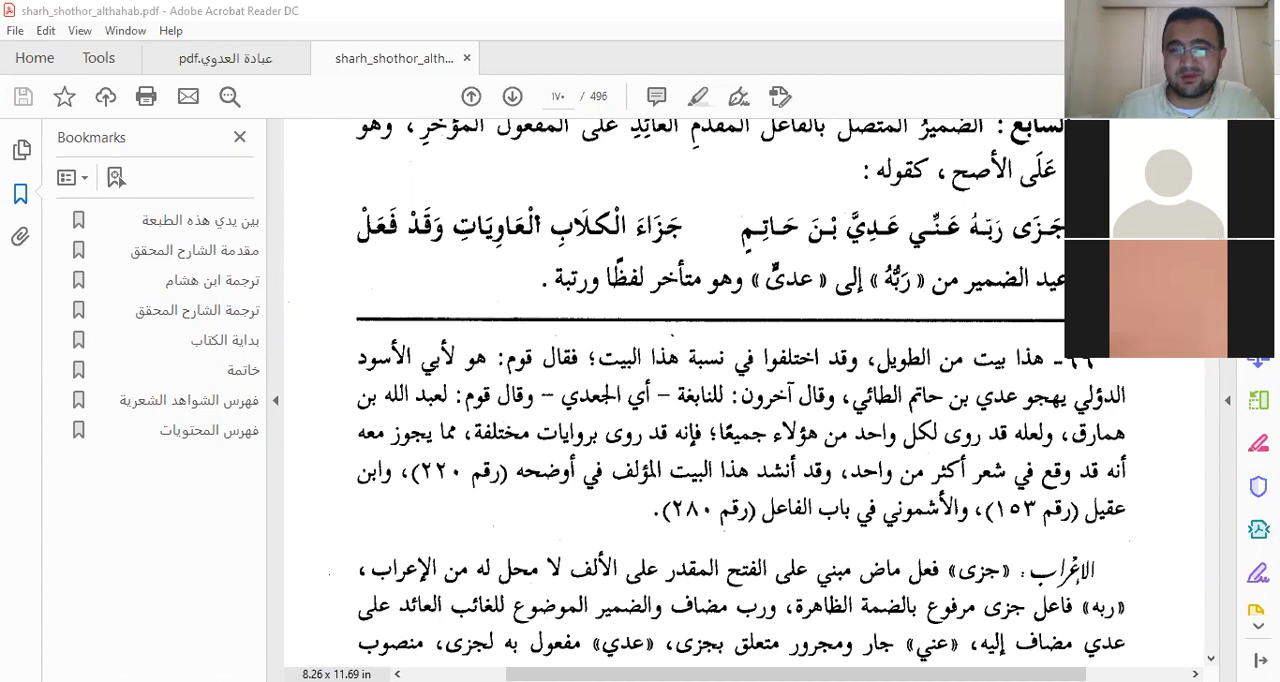 sharh_shothor_althahab.pdf - Adobe Acrobat Reader DC
File Edit View Window Help
Home Tools عبادة العدوي.pdf sharh_shothor_alth... ×
١٧٠ / 496
Bookmarks
بين يدي هذه الطبعة
مقدمة الشارح المحقق
ترجمة ابن هشام
ترجمة الشارح المحقق
بداية الكتاب
خاتمة
فهرس الشواهد الشعرية
فهرس المحتويات
السابع : الضميرُ المتصل بالفاعل المقدم العائِدِ على المفعول المؤخرِ ، وهو
عَلَى الأصح ، كقوله :
جَزَى رَبّهُ عَنِّي عَدِيَّ بْنَ حَاتِمٍ جَزَاءَ الْكلَابِ الْعَاوِيَاتِ وَقَدْ فَعَلْ
الضمير من « رَبُّهُ » إلى « عدىٍّ » وهو متأخر لفظًا ورتبة .
هذا بيت من الطويل، وقد اختلفوا في نسبة هذا البيت؛ فقال قوم: هو لأبي الأسود
الدؤلي يهجو عدي بن حاتم الطائي، وقال آخرون: للنابغة – أي الجعدي – وقال قوم: لعبد الله بن
همارق، ولعله قد روى لكل واحد من هؤلاء جميعًا؛ فإنه قد روى بروايات مختلفة، مما يجوز معه
أنه قد وقع في شعر أكثر من واحد، وقد أنشد هذا البيت المؤلف في أوضحه (رقم ٢٢٠)، وابن
عقيل (رقم ١٥٣)، والأشموني في باب الفاعل (رقم ٢٨٠).
الإعراب: «جزى» فعل ماض مبني على الفتح المقدر على الألف لا محل له من الإعراب،
«ربه» فاعل جزى مرفوع بالضمة الظاهرة، ورب مضاف والضمير الموضوع للغائب العائد على
عدي مضاف إليه، «عني» جار ومجرور متعلق بجزى، «عدي» مفعول به لجزى، منصوب
8.26 x 11.69 in